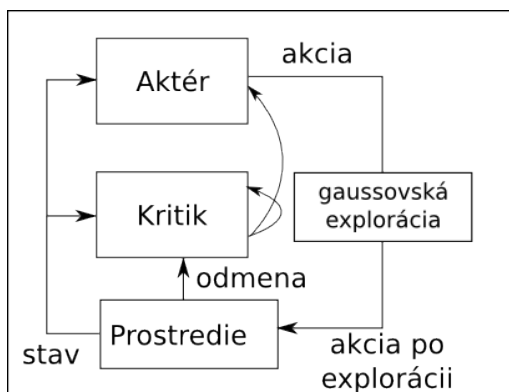 Aktér
akcia
Kritik
gaussovská
explorácia
odmena
Prostredie
stav
akcia po
explorácii